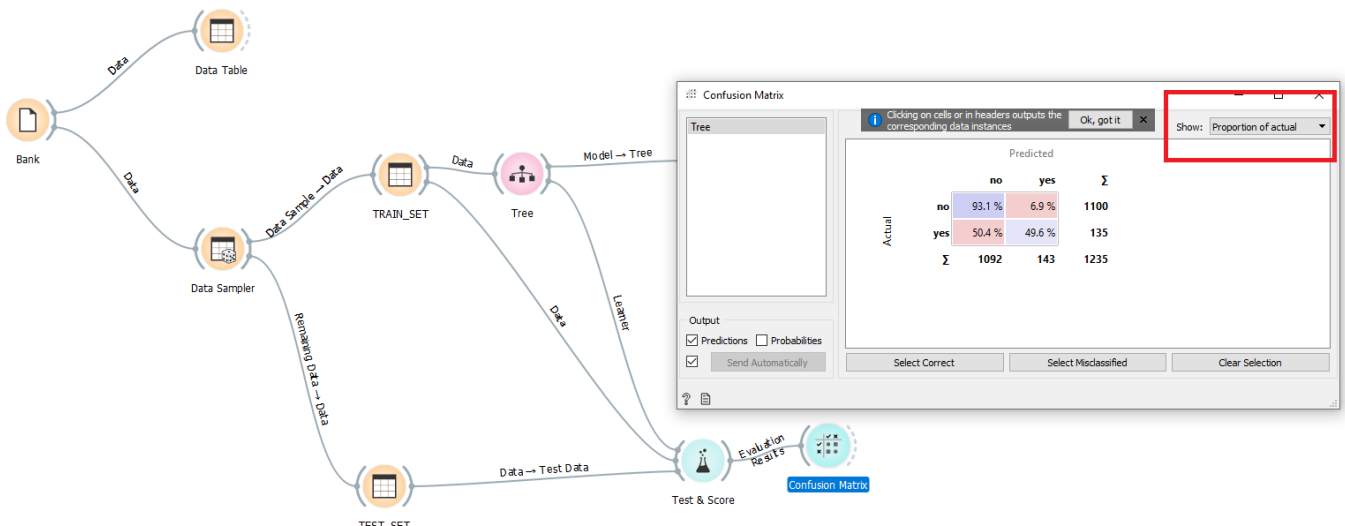 Data
Data Table
Bank
Data
Data Sample → Data
Data Sampler
TRAIN_SET
Data
Tree
Model → Tree
Data
Learner
Remaining Data → Data
TEST_SET
Data → Test Data
Test & Score
Evaluation
Results
Confusion Matrix
Confusion Matrix
Tree
Clicking on cells or in headers outputs the
corresponding data instances
Ok, got it
Show: Proportion of actual
Predicted
no yes Σ
Actual
no 93.1 % 6.9 % 1100
yes 50.4 % 49.6 % 135
Σ 1092 143 1235
Output
Predictions Probabilities
Send Automatically
Select Correct Select Misclassified Clear Selection